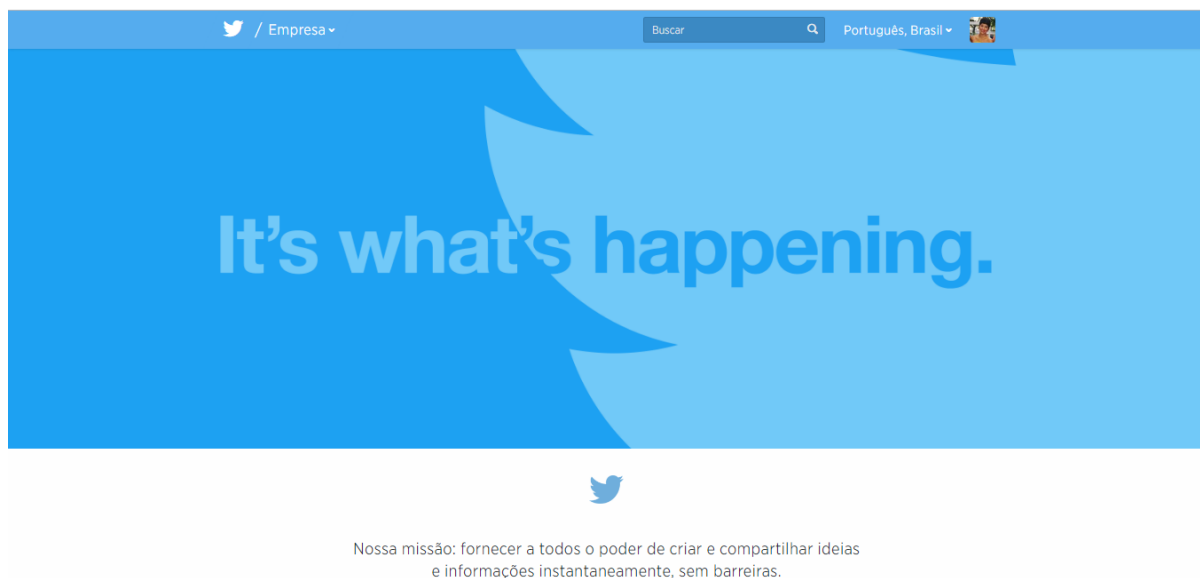 / Empresa
Buscar
Português, Brasil
It's what's happening.
Nossa missão: fornecer a todos o poder de criar e compartilhar ideias
e informações instantaneamente, sem barreiras.